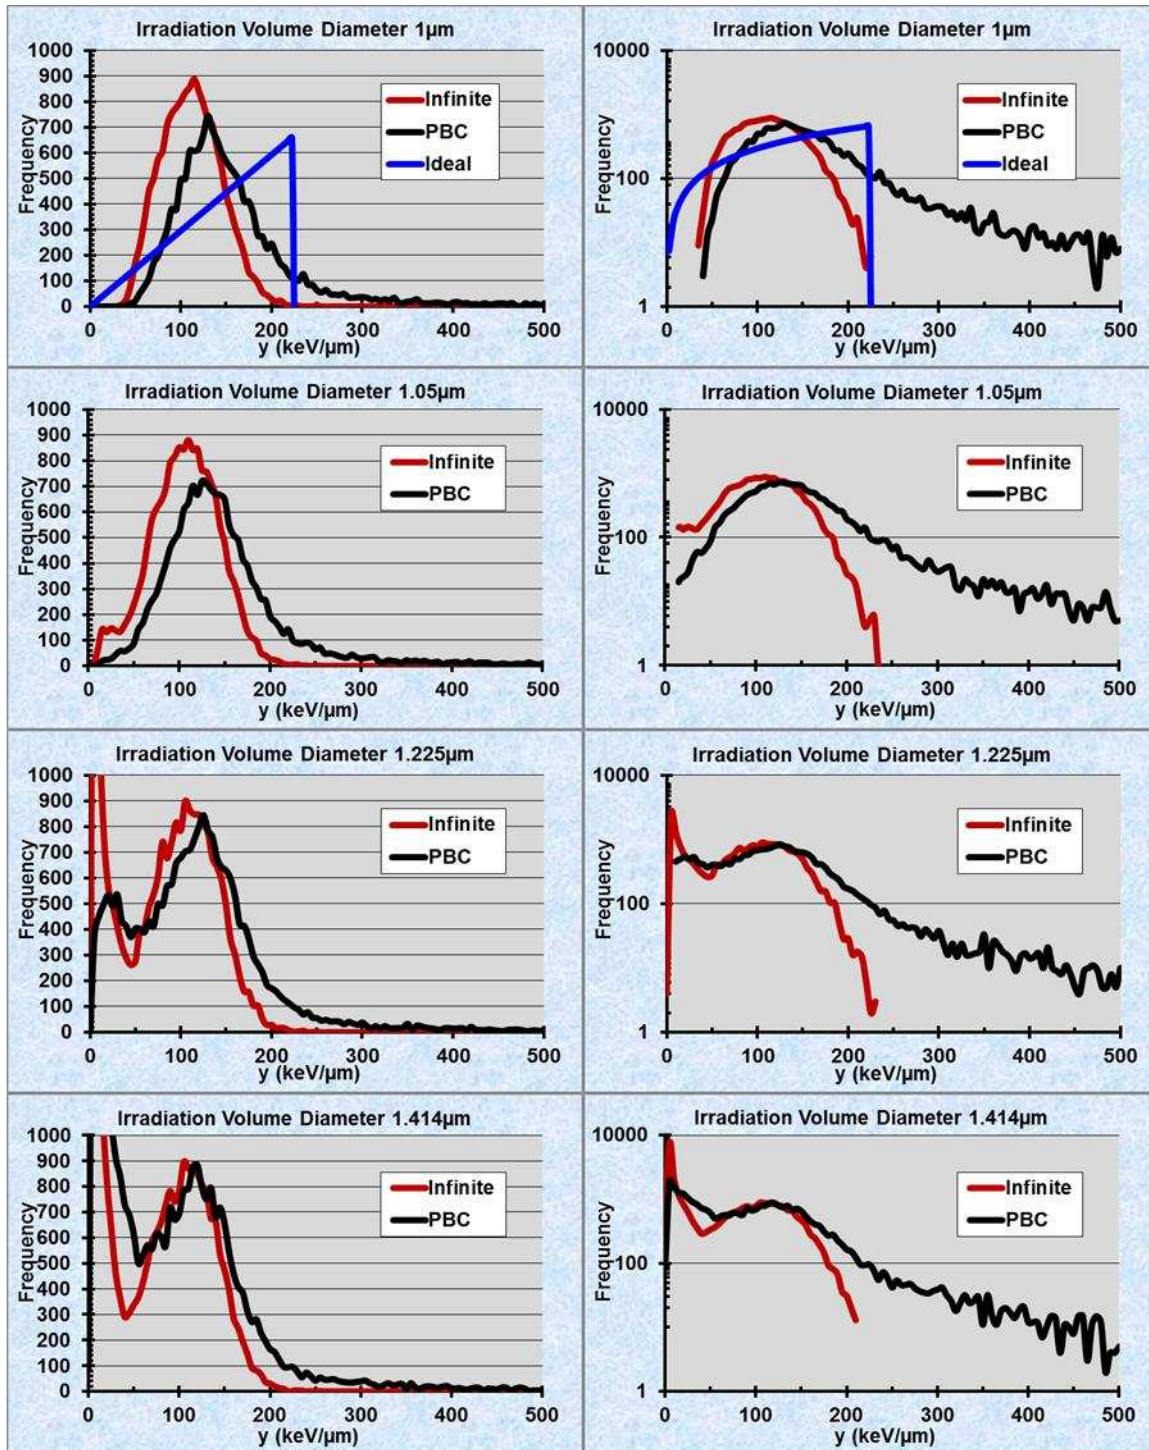 Irradiation Volume Diameter 1µm
1000
900
800
700
600
500
400
300
200
100
0
Frequency
Infinite
PBC
Ideal
0 100 200 300 400 500
y (keV/µm)
Irradiation Volume Diameter 1µm
10000
100
1
Frequency
Infinite
PBC
Ideal
0 100 200 300 400 500
y (keV/µm)
Irradiation Volume Diameter 1.05µm
1000
900
800
700
600
500
400
300
200
100
0
Frequency
Infinite
PBC
0 100 200 300 400 500
y (keV/µm)
Irradiation Volume Diameter 1.05µm
10000
100
1
Frequency
Infinite
PBC
0 100 200 300 400 500
y (keV/µm)
Irradiation Volume Diameter 1.225µm
1000
900
800
700
600
500
400
300
200
100
0
Frequency
Infinite
PBC
0 100 200 300 400 500
y (keV/µm)
Irradiation Volume Diameter 1.225µm
10000
100
1
Frequency
Infinite
PBC
0 100 200 300 400 500
y (keV/µm)
Irradiation Volume Diameter 1.414µm
1000
900
800
700
600
500
400
300
200
100
0
Frequency
Infinite
PBC
0 100 200 300 400 500
y (keV/µm)
Irradiation Volume Diameter 1.414µm
10000
100
1
Frequency
Infinite
PBC
0 100 200 300 400 500
y (keV/µm)